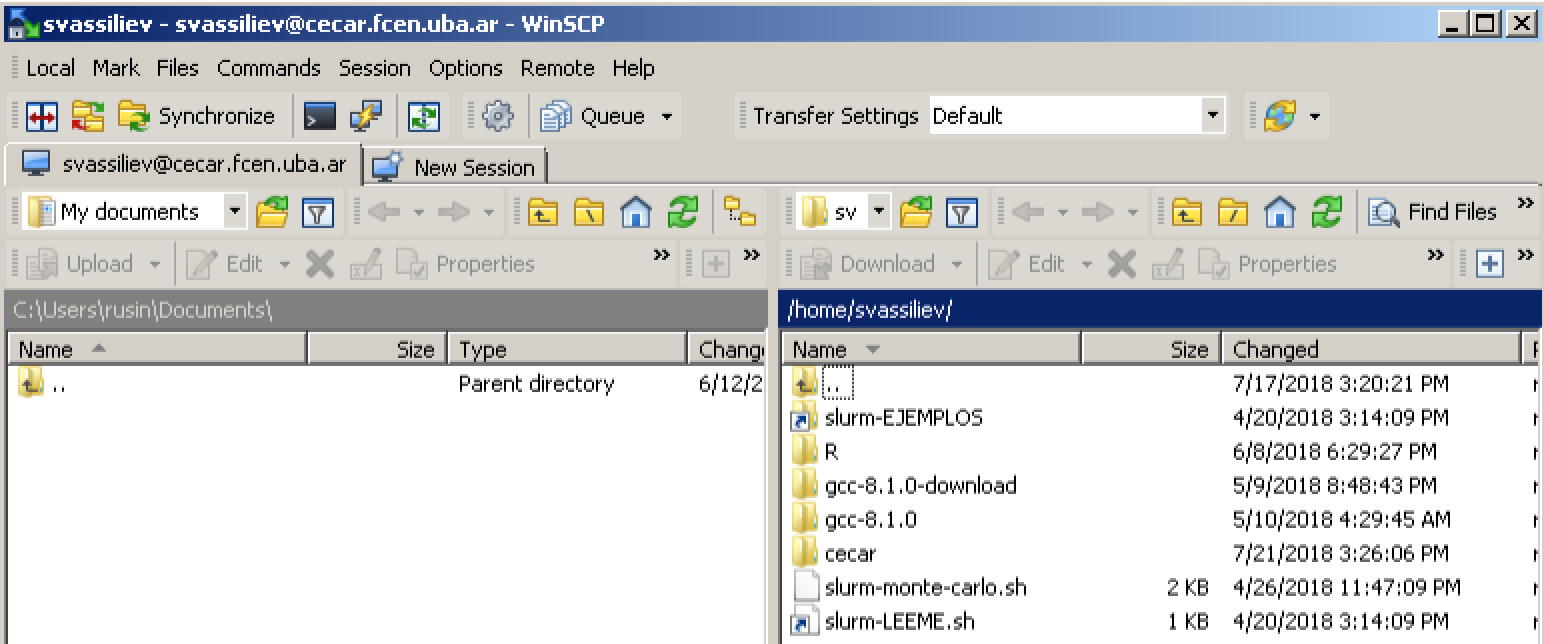 svassiliev - svassiliev@cecar.fcen.uba.ar - WinSCP
Local Mark Files Commands Session Options Remote Help
Synchronize Queue Transfer Settings Default
svassiliev@cecar.fcen.uba.ar New Session
My documents sv Find Files
Upload Edit Properties Download Edit Properties
C:\Users\rusin\Documents\ /home/svassiliev/
Name Size Type Name Size Changed
.. Parent directory 6/12/2 .. 7/17/2018 3:20:21 PM
slurm-EJEMPLOS 4/20/2018 3:14:09 PM
R 6/8/2018 6:29:27 PM
gcc-8.1.0-download 5/9/2018 8:48:43 PM
gcc-8.1.0 5/10/2018 4:29:45 AM
cecar 7/21/2018 3:26:06 PM
slurm-monte-carlo.sh 2 KB 4/26/2018 11:47:09 PM
slurm-LEEME.sh 1 KB 4/20/2018 3:14:09 PM